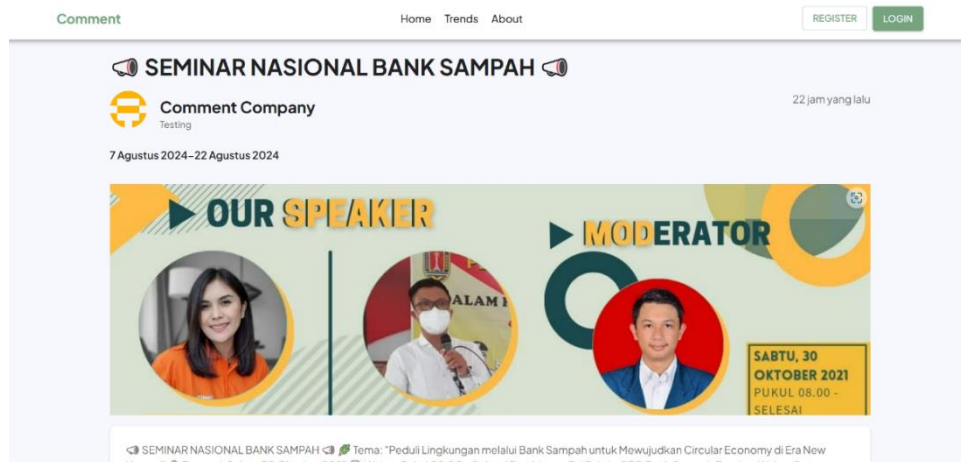 Comment
Home Trends About
REGISTER
LOGIN
SEMINAR NASIONAL BANK SAMPAH
Comment Company
Testing
22 jam yang lalu
7 Agustus 2024–22 Agustus 2024
OUR SPEAKER
MODERATOR
ALAM
SABTU, 30
OKTOBER 2021
PUKUL 08.00 -
SELESAI
SEMINAR NASIONAL BANK SAMPAH Tema: "Peduli Lingkungan melalui Bank Sampah untuk Mewujudkan Circular Economy di Era New